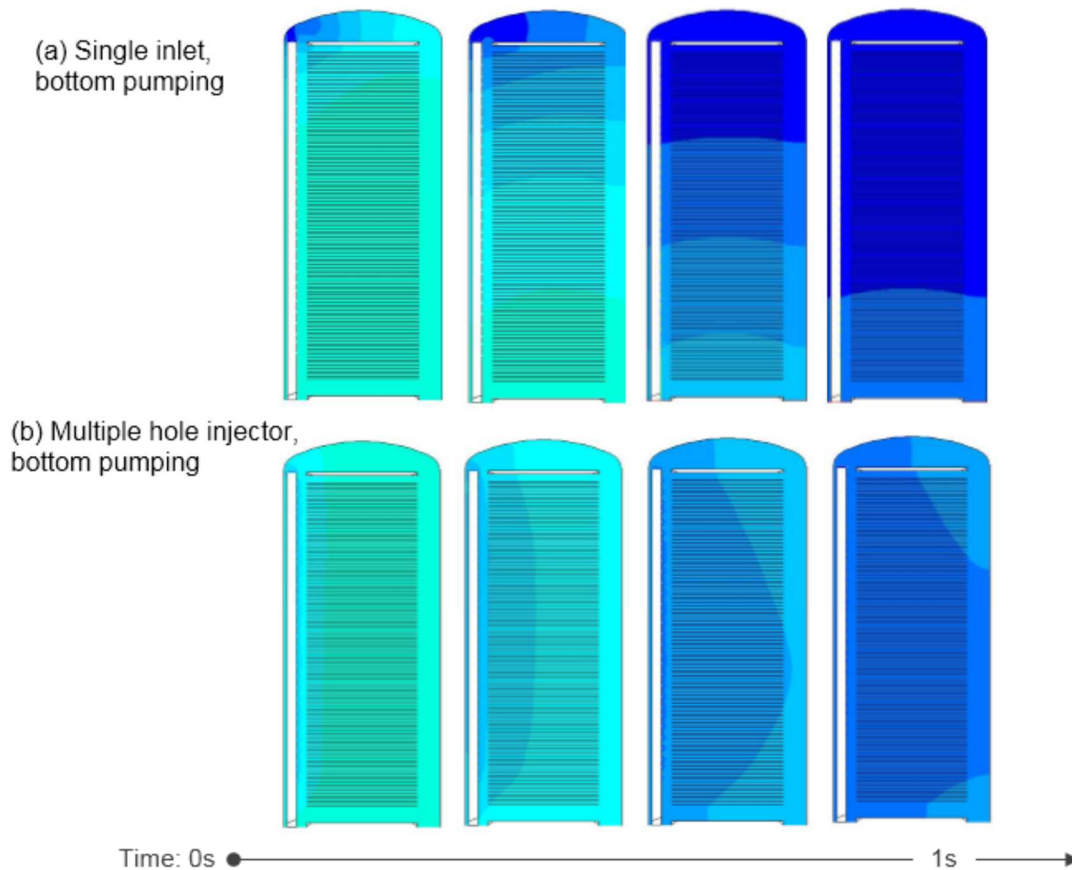 (a) Single inlet,
bottom pumping
(b) Multiple hole injector,
bottom pumping
Time: 0s
1s